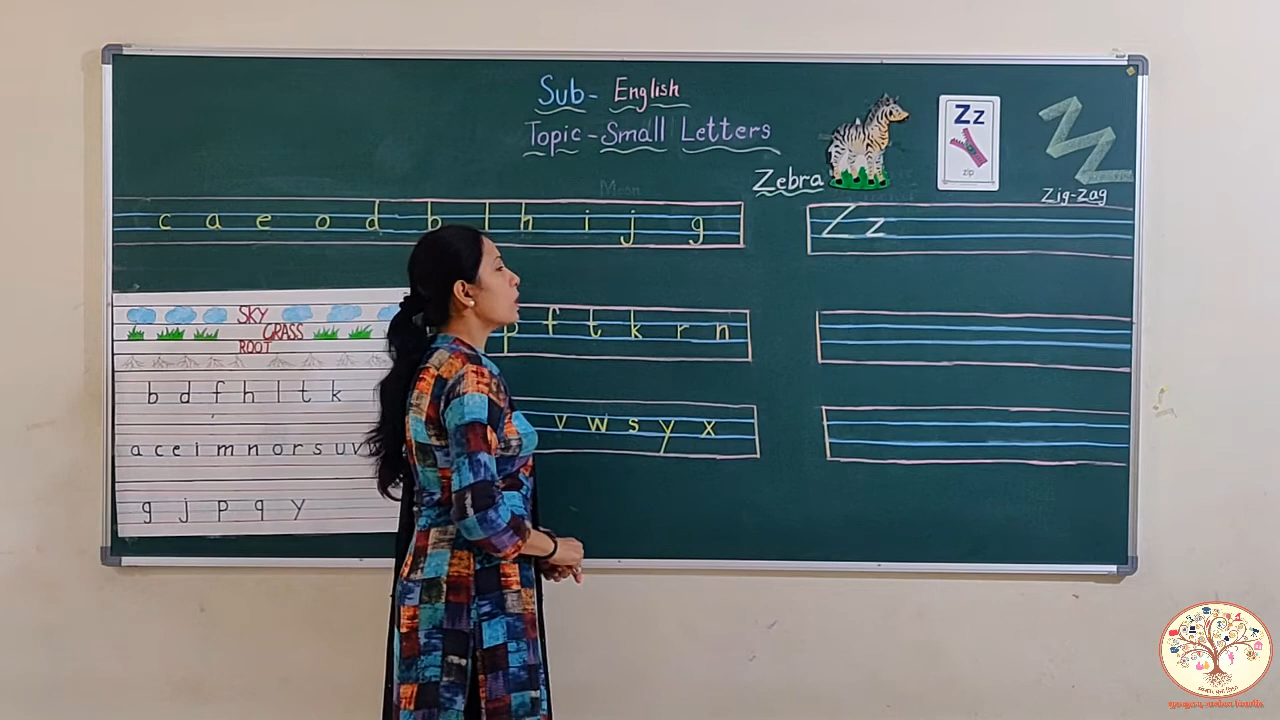 Sub- English
Topic - Small Letters
Zebra
Zz
zip
Zig-Zag
c a e o d b l h i j g
Z z
p f t k r n
v w s y x
SKY
GRASS
ROOT
b d f h l t k
a c e i m n o r s u v
g j p q y